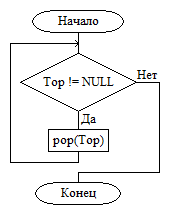 Начало
Top != NULL
Нет
Да
pop(Top)
Конец